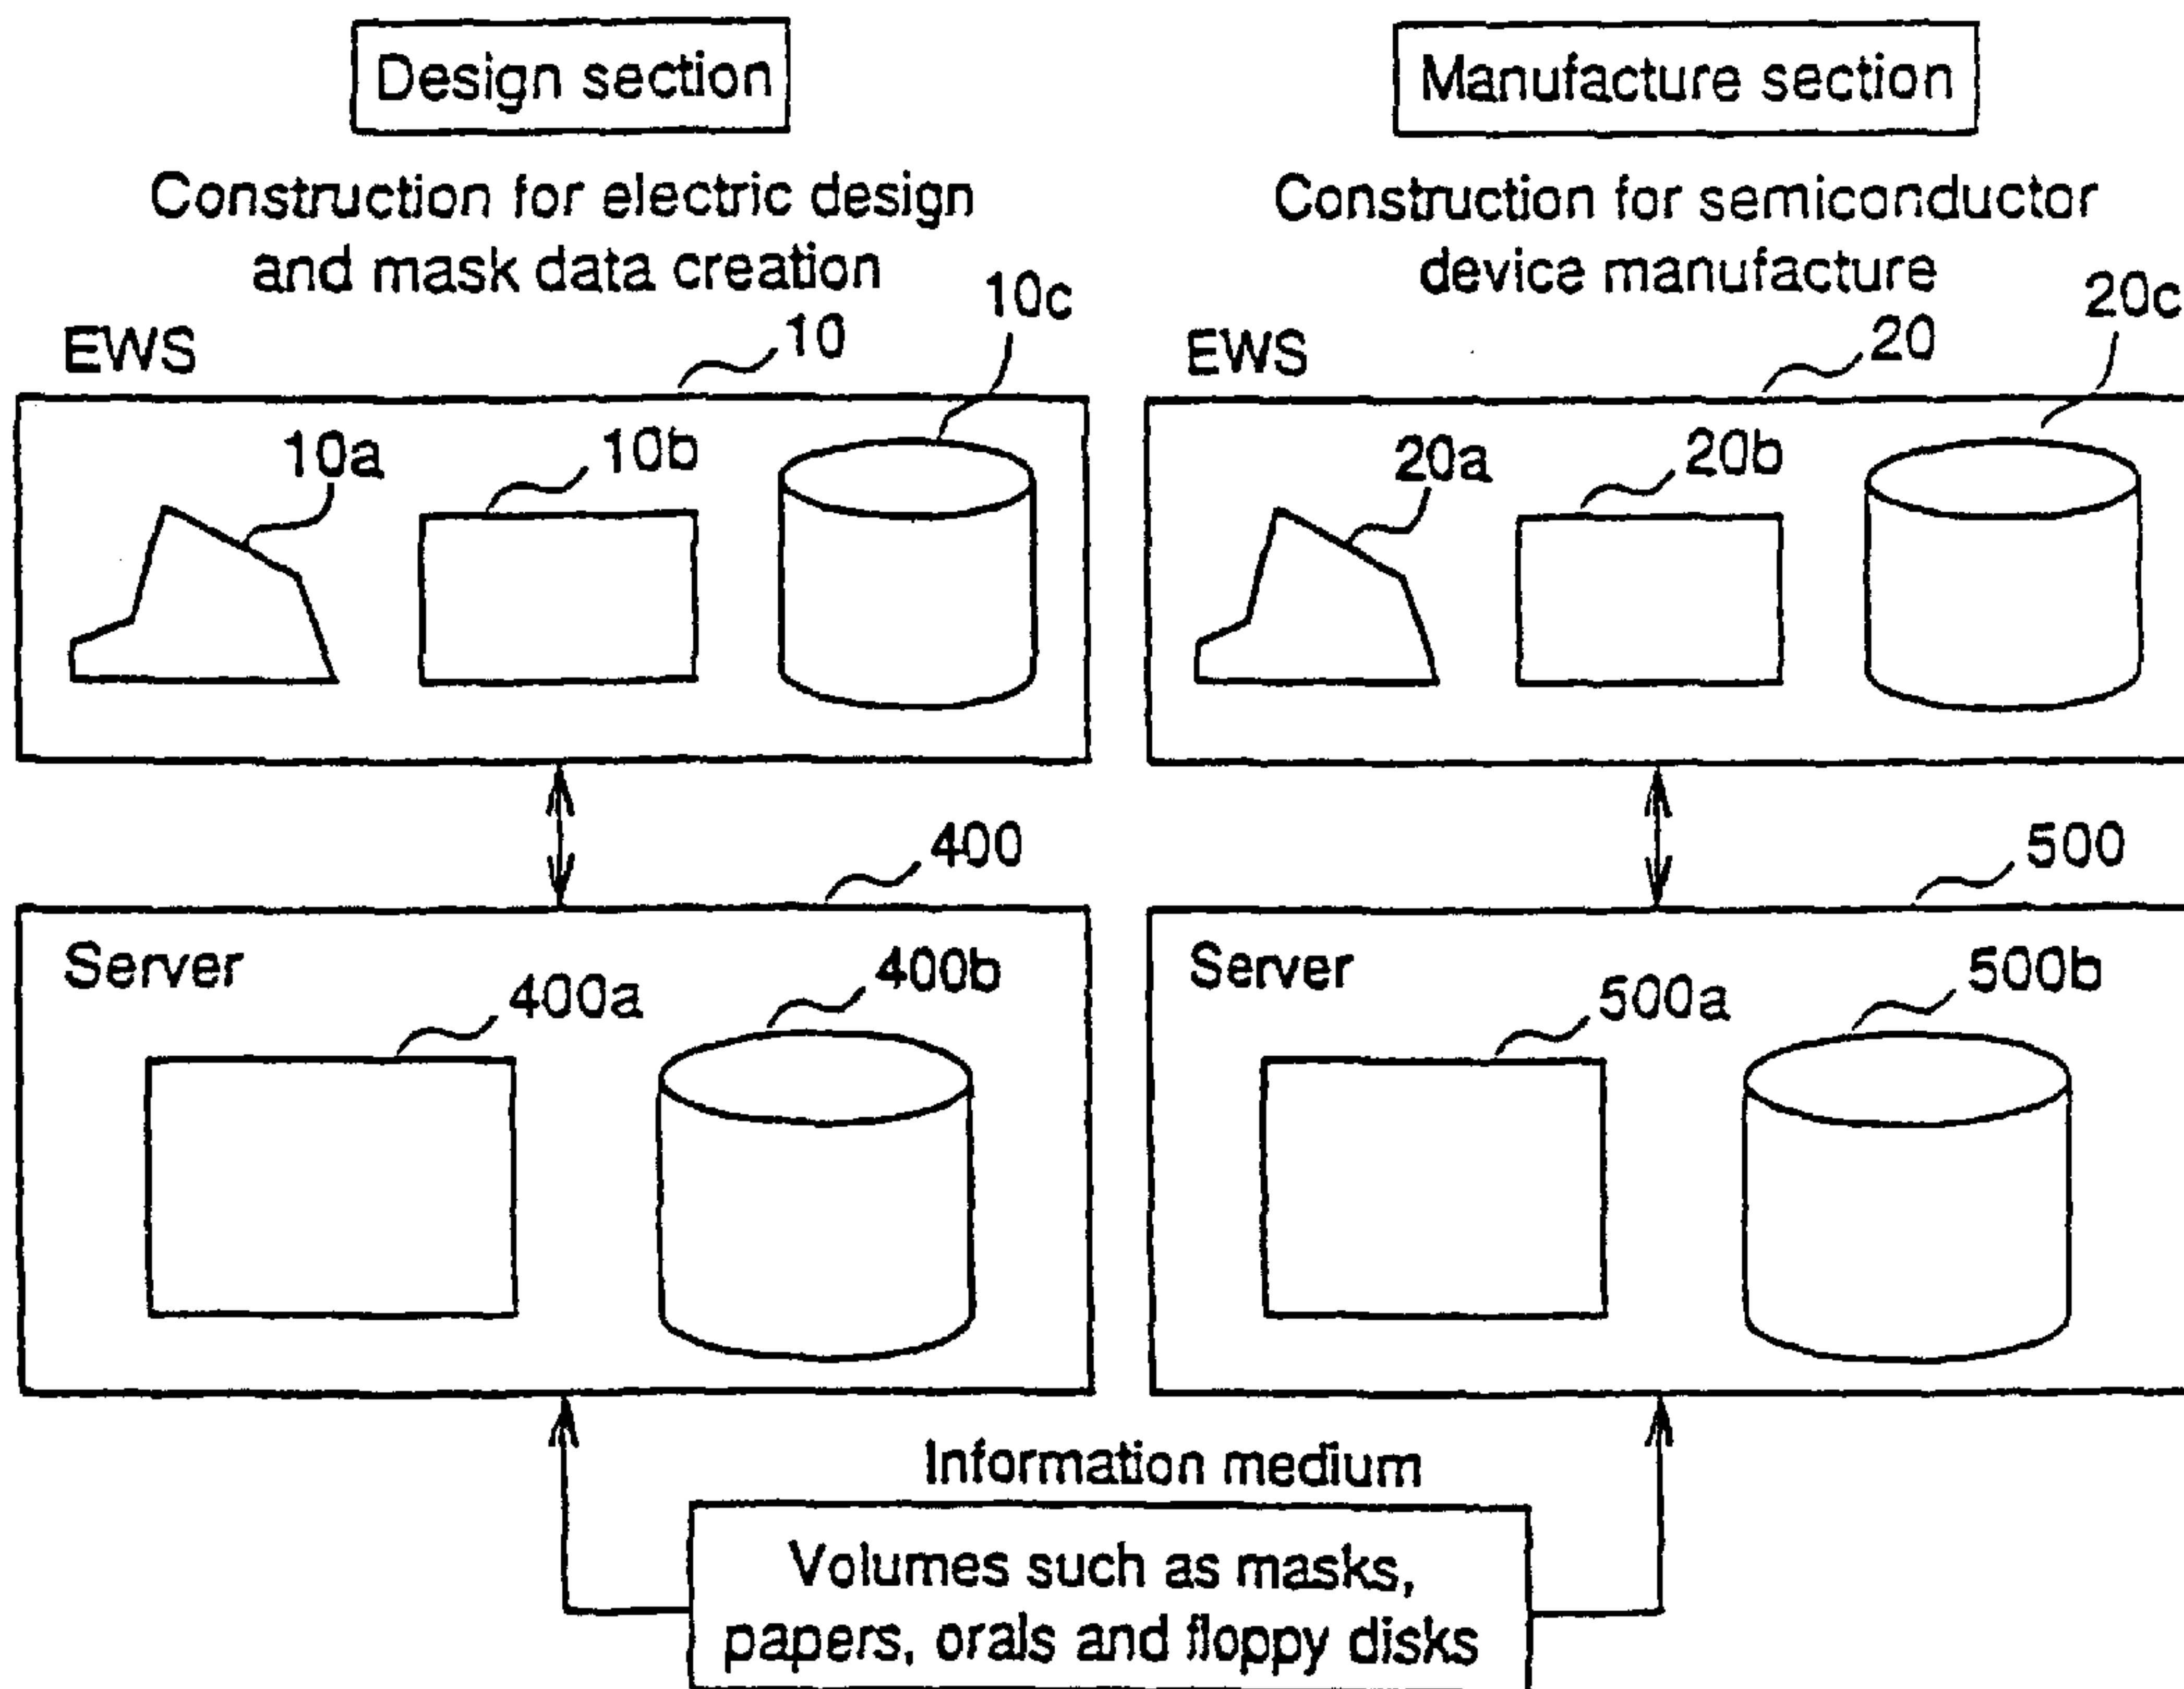 Design section
Construction for electric design
and mask data creation
EWS
10
10c
10a
10b
400
Server
400a
400b
Manufacture section
Construction for semiconductor
device manufacture
EWS
20
20c
20a
20b
500
Server
500a
500b
Information medium
Volumes such as masks,
papers, orals and floppy disks